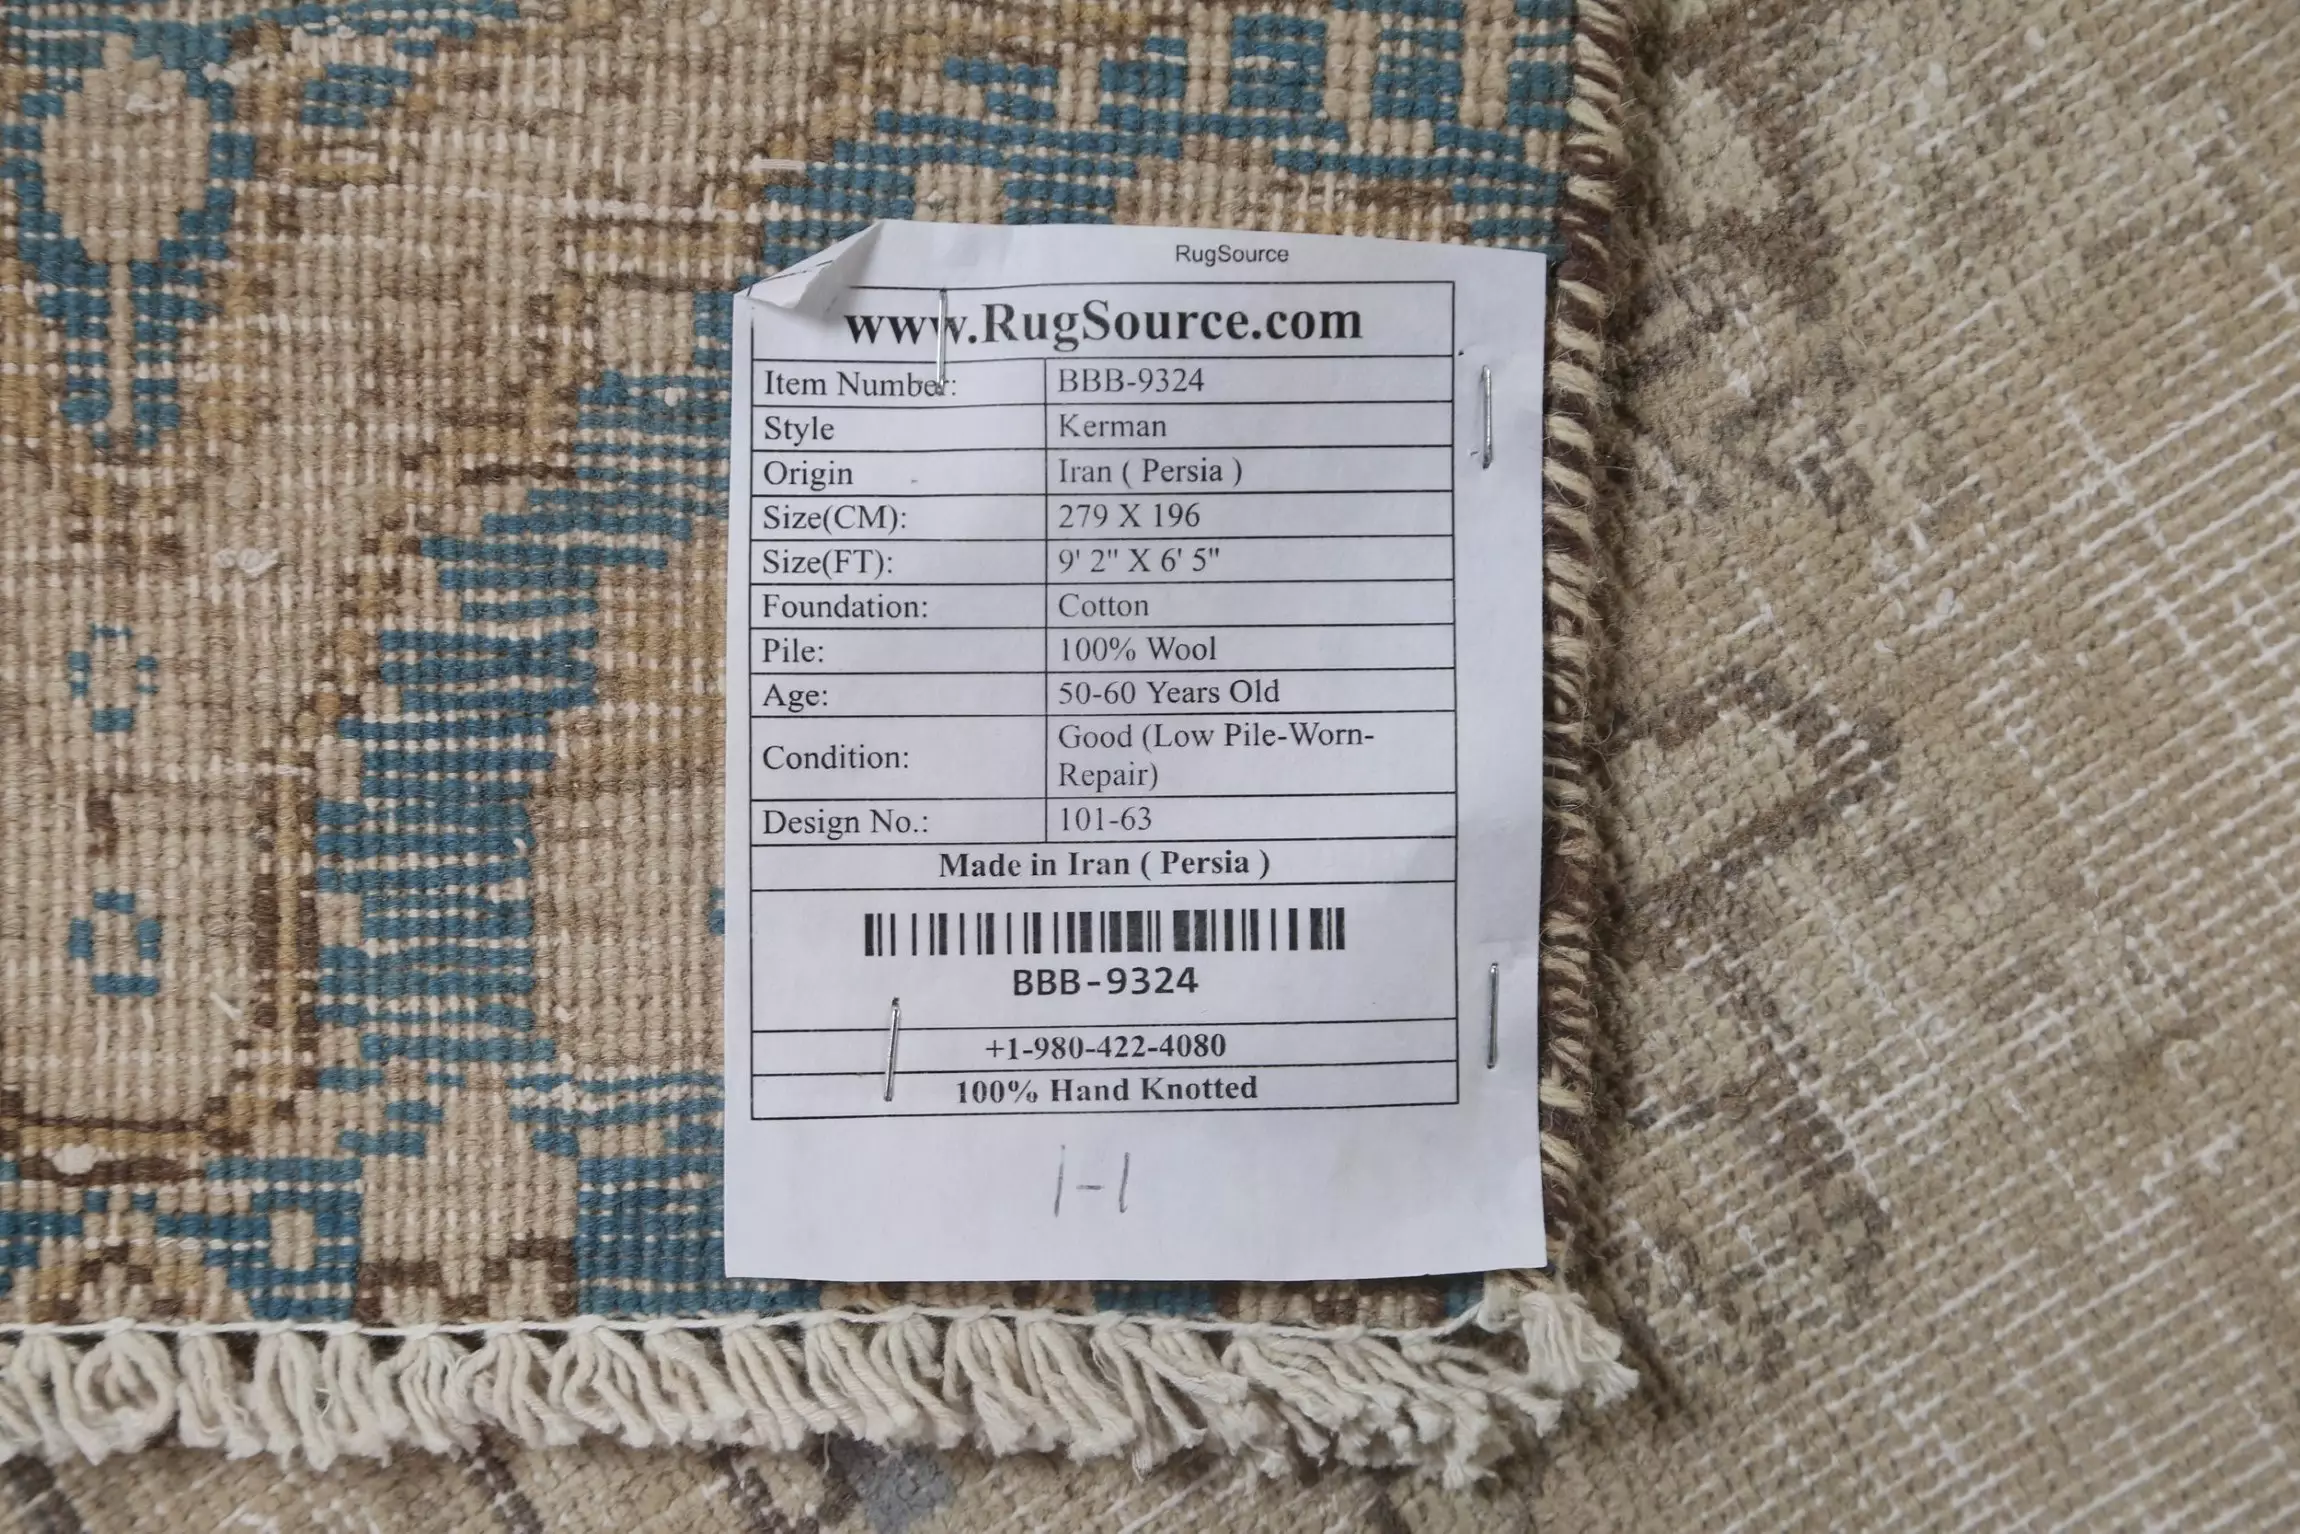 RugSource
www.RugSource.com
Item Number: BBB-9324
Style Kerman
Origin Iran ( Persia )
Size(CM): 279 X 196
Size(FT): 9' 2" X 6' 5"
Foundation: Cotton
Pile: 100% Wool
Age: 50-60 Years Old
Condition: Good (Low Pile-Worn-
Repair)
Design No.: 101-63
Made in Iran ( Persia )
BBB-9324
+1-980-422-4080
100% Hand Knotted
1-1